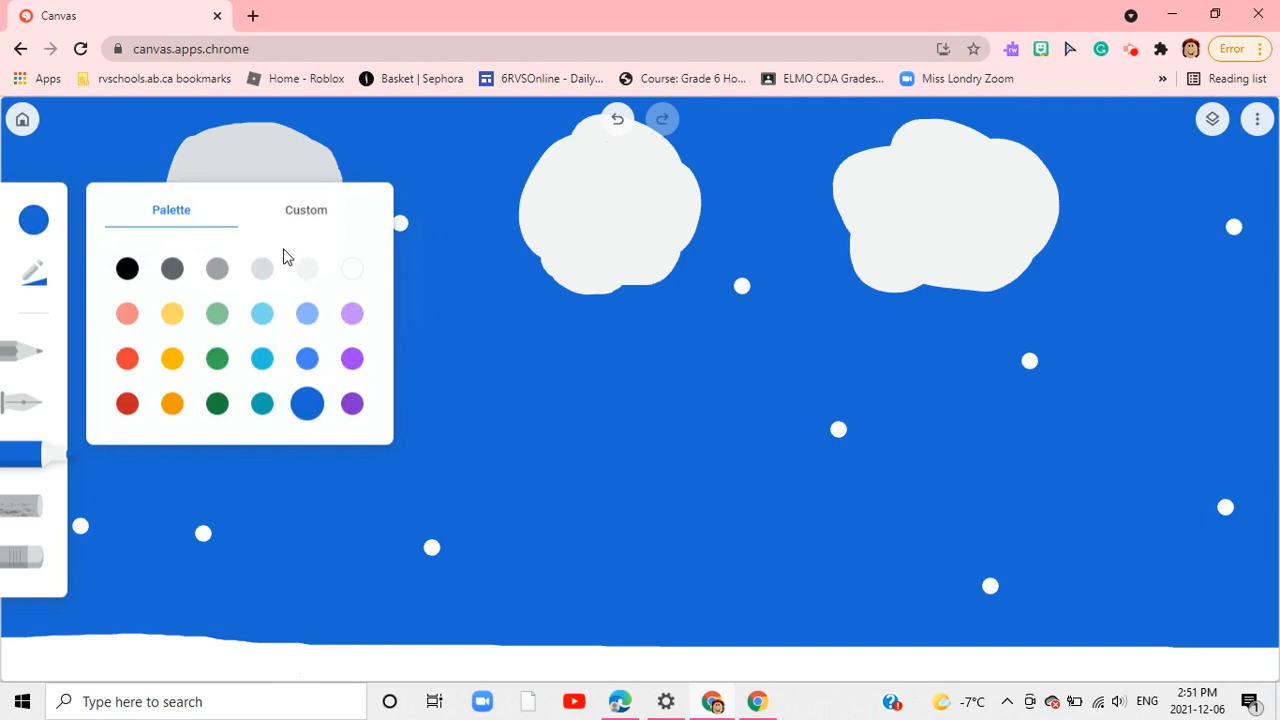 Canvas
canvas.apps.chrome
Error
Apps
rvschools.ab.ca bookmarks
Home - Roblox
Basket | Sephora
6RVSOnline - Daily...
Course: Grade 6 Ho...
ELMO CDA Grades...
Miss Londry Zoom
»
Reading list
Palette
Custom
Type here to search
-7°C
2:51 PM
2021-12-06
1